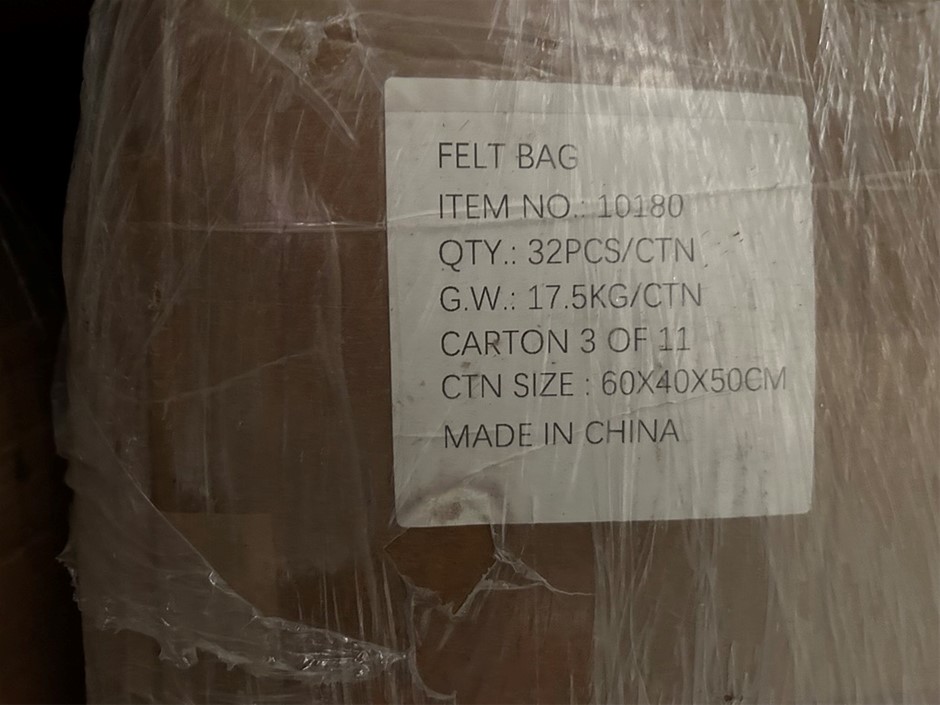 FELT BAG
ITEM NO.: 10180
QTY.: 32PCS/CTN
G.W.: 17.5KG/CTN
CARTON 3 OF 11
CTN SIZE : 60X40X50CM
MADE IN CHINA